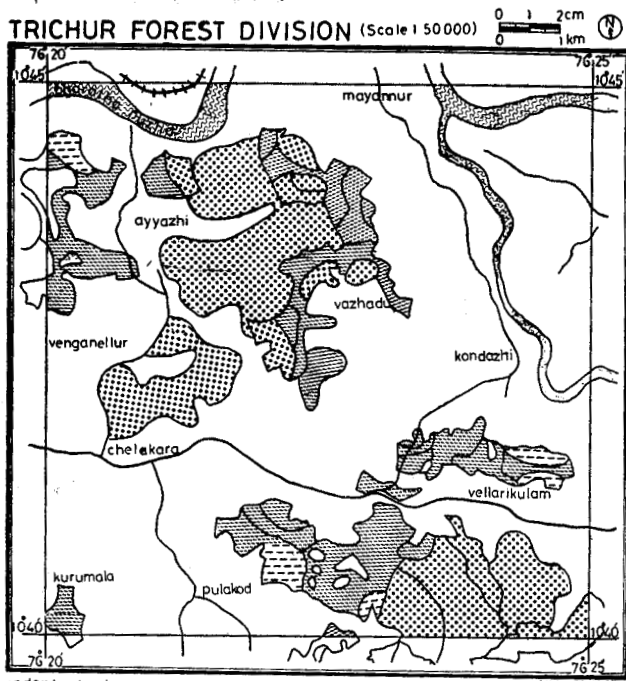 TRICHUR FOREST DIVISION (Scale 1 50000)
0 1 2cm
0 1km
N
76° 20
76° 25
10°45'
10°45'
mayannur
ayyazhi
vazhadu
venganellur
kondazhi
chelakara
vellarikulam
kurumala
pulakod
10°40
10 40
76° 20
76° 25